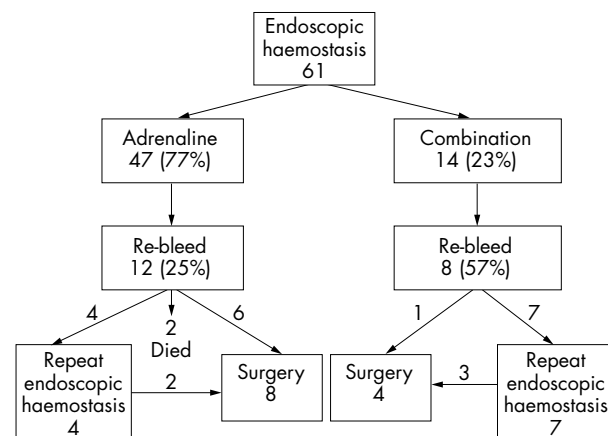 Endoscopic
haemostasis
61
Adrenaline
47 (77%)
Combination
14 (23%)
Re-bleed
12 (25%)
Re-bleed
8 (57%)
4
2
Died
6
1
7
Repeat
endoscopic
haemostasis
4
2
Surgery
8
Surgery
4
3
Repeat
endoscopic
haemostasis
7